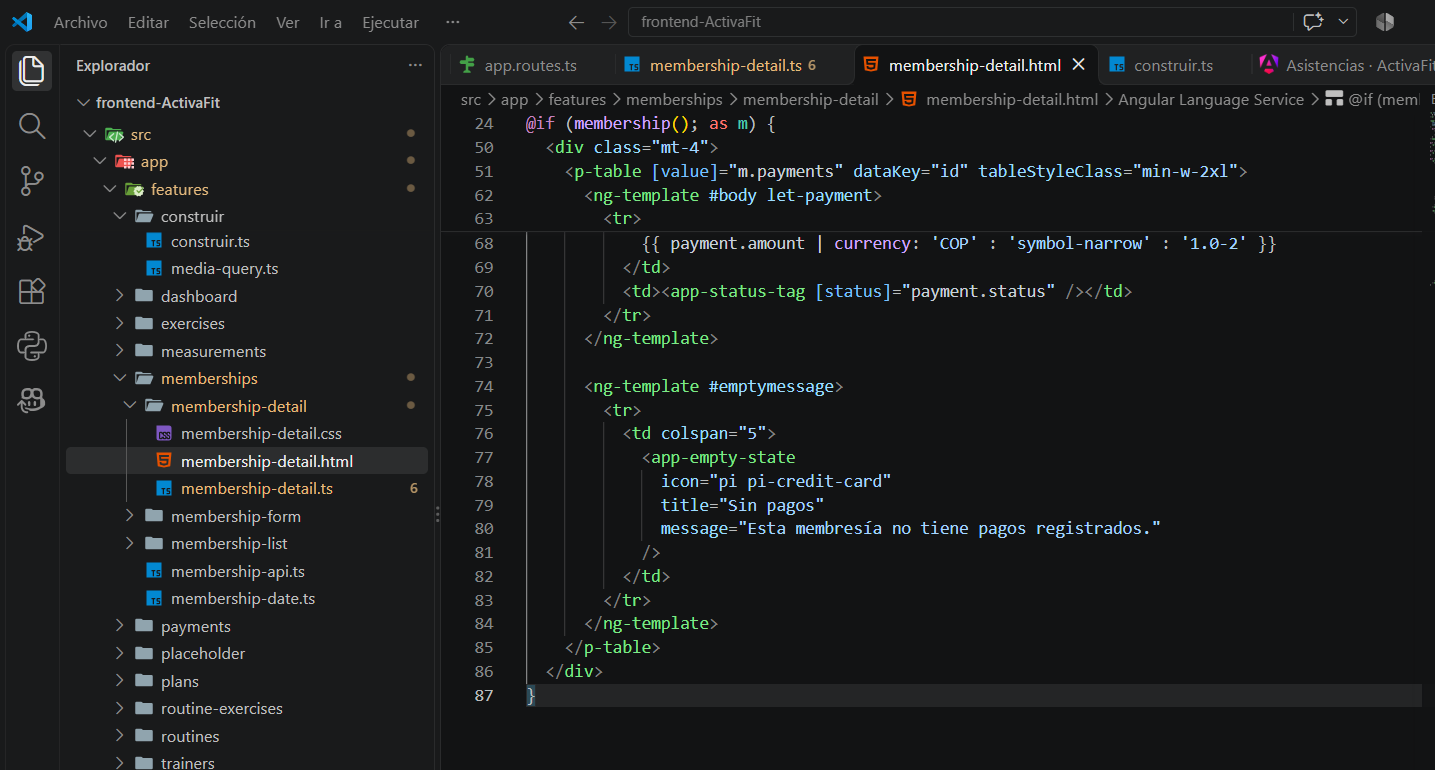 Archivo Editar Selección Ver Ir a Ejecutar ··· frontend-ActivaFit
Explorador ···
frontend-ActivaFit
src
app
features
construir
construir.ts
media-query.ts
dashboard
exercises
measurements
memberships
membership-detail
membership-detail.css
membership-detail.html
membership-detail.ts 6
membership-form
membership-list
membership-api.ts
membership-date.ts
payments
placeholder
plans
routine-exercises
routines
trainers
app.routes.ts membership-detail.ts 6 membership-detail.html construir.ts Asistencias · ActivaFit
src > app > features > memberships > membership-detail > membership-detail.html > Angular Language Service > @if (mem
24 @if (membership(); as m) {
50 <div class="mt-4">
51 <p-table [value]="m.payments" dataKey="id" tableStyleClass="min-w-2xl">
62 <ng-template #body let-payment>
63 <tr>
68 {{ payment.amount | currency: 'COP' : 'symbol-narrow' : '1.0-2' }}
69 </td>
70 <td><app-status-tag [status]="payment.status" /></td>
71 </tr>
72 </ng-template>
73
74 <ng-template #emptymessage>
75 <tr>
76 <td colspan="5">
77 <app-empty-state
78 icon="pi pi-credit-card"
79 title="Sin pagos"
80 message="Esta membresía no tiene pagos registrados."
81 />
82 </td>
83 </tr>
84 </ng-template>
85 </p-table>
86 </div>
87 }